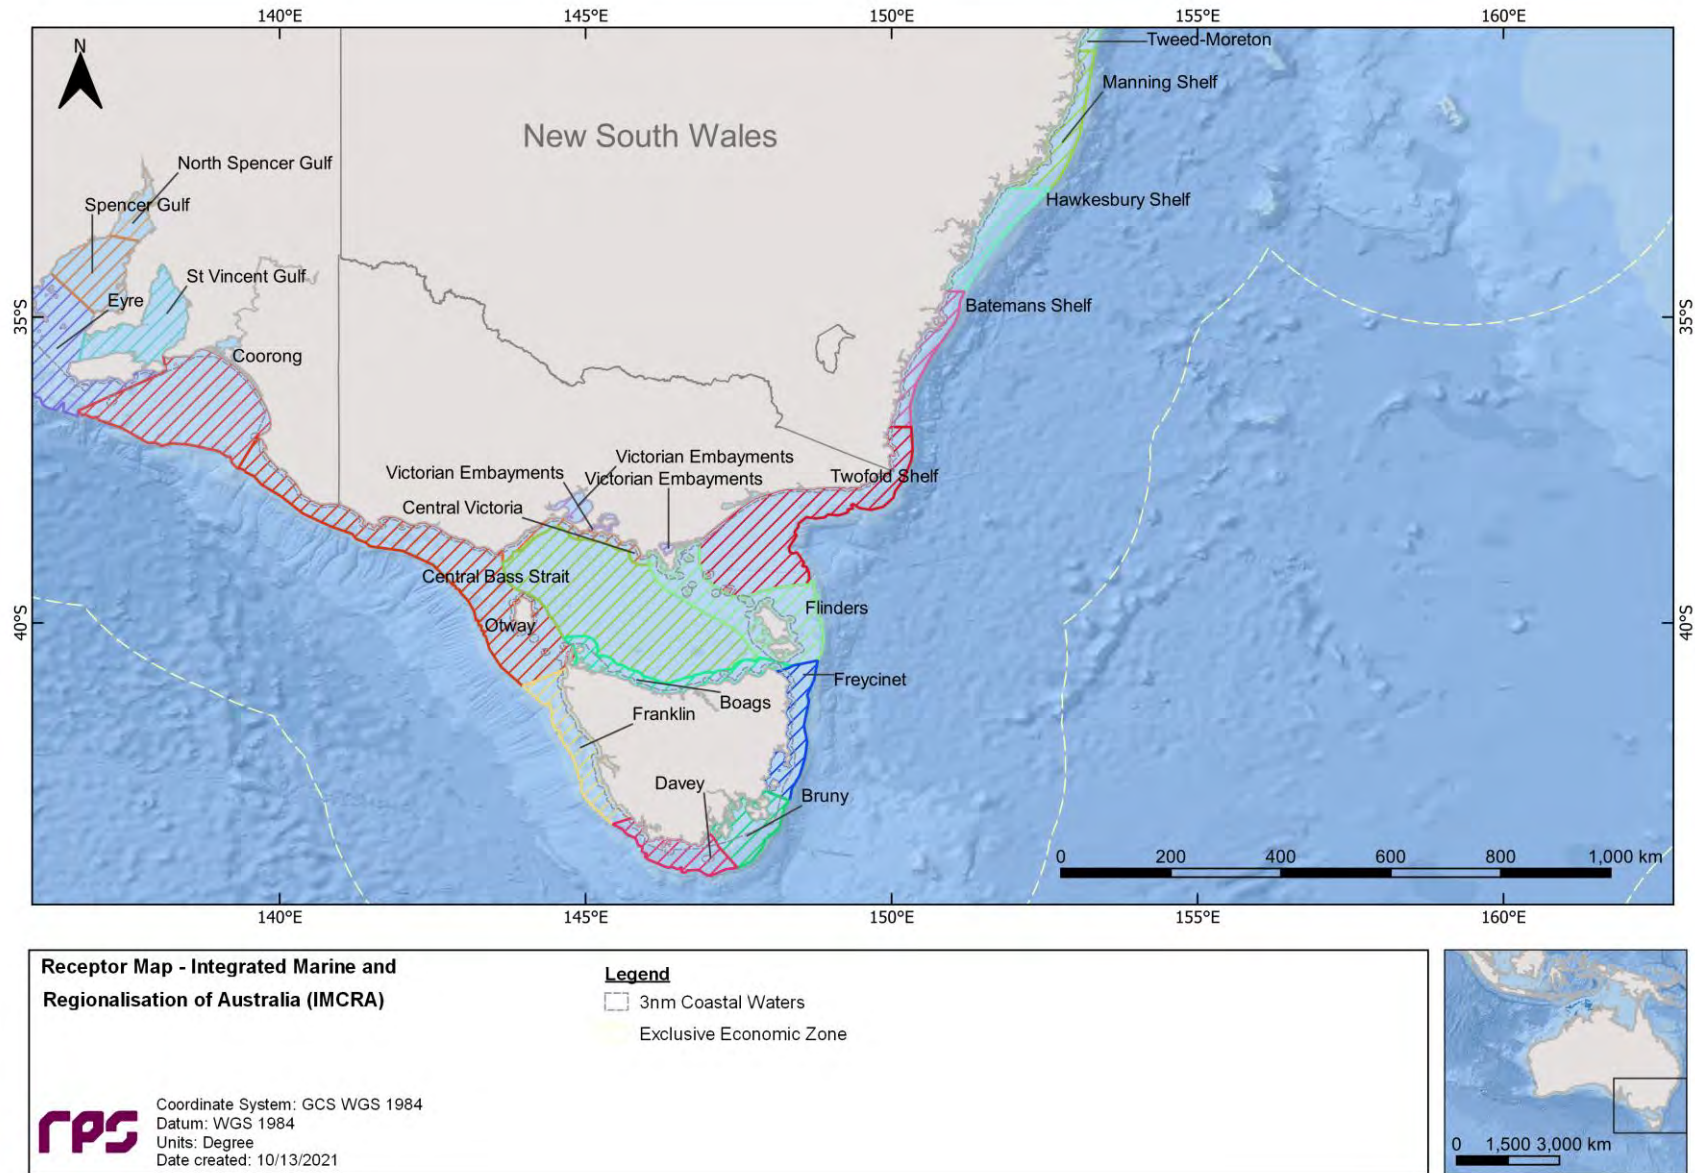 140°E 145°E 150°E 155°E 160°E
N
Tweed-Moreton
Manning Shelf
New South Wales
North Spencer Gulf
Spencer Gulf
Hawkesbury Shelf
St Vincent Gulf
Eyre
Batemans Shelf
35°S 35°S
Coorong
Victorian Embayments
Victorian Embayments
Victorian Embayments
Twofold Shelf
Central Victoria
Central Bass Strait
Flinders
Otway
40°S 40°S
Freycinet
Boags
Franklin
Davey
Bruny
0 200 400 600 800 1,000 km
140°E 145°E 150°E 155°E 160°E
Receptor Map - Integrated Marine and
Regionalisation of Australia (IMCRA)
Legend
3nm Coastal Waters
Exclusive Economic Zone
rps
Coordinate System: GCS WGS 1984
Datum: WGS 1984
Units: Degree
Date created: 10/13/2021
0 1,500 3,000 km